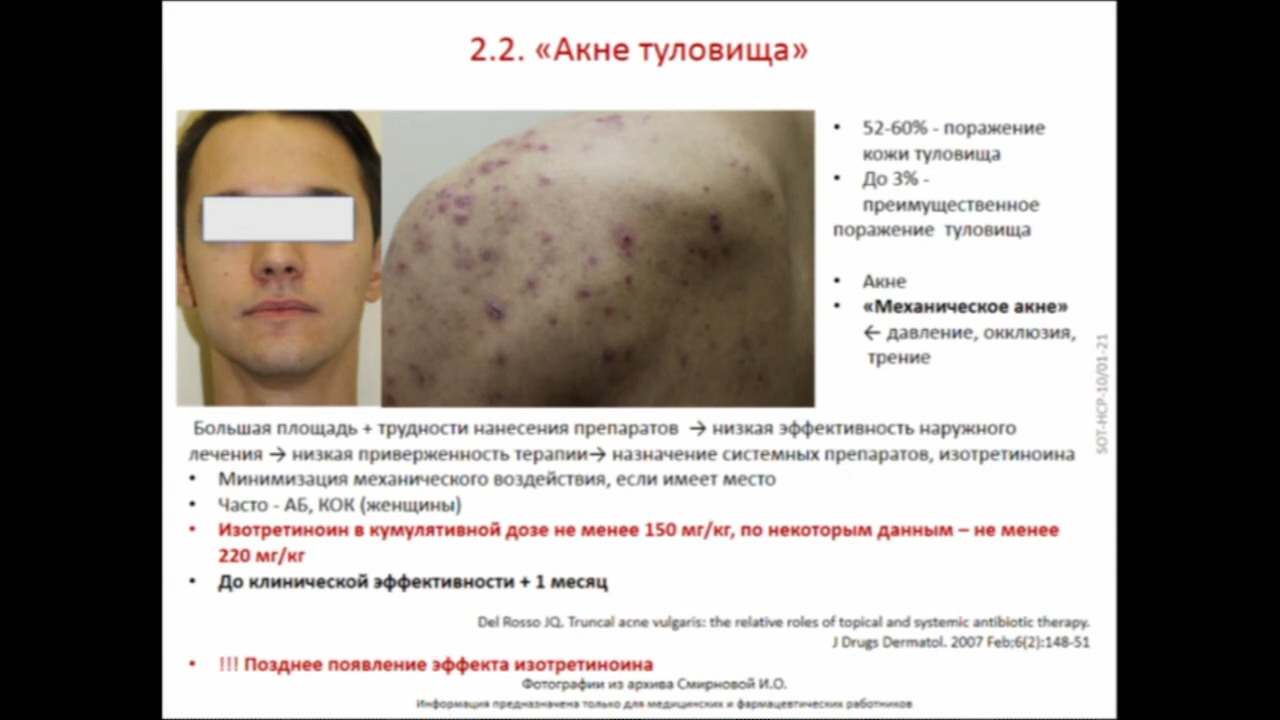 2.2. «Акне туловища»
• 52-60% - поражение
кожи туловища
• До 3% -
преимущественное
поражение туловища
• Акне
• «Механическое акне»
← давление, окклюзия,
трение
SOT-HCP-10/01-21
Большая площадь + трудности нанесения препаратов → низкая эффективность наружного
лечения → низкая приверженность терапии→ назначение системных препаратов, изотретиноина
• Минимизация механического воздействия, если имеет место
• Часто - АБ, КОК (женщины)
• Изотретиноин в кумулятивной дозе не менее 150 мг/кг, по некоторым данным – не менее
220 мг/кг
• До клинической эффективности + 1 месяц
Del Rosso JQ. Truncal acne vulgaris: the relative roles of topical and systemic antibiotic therapy.
J Drugs Dermatol. 2007 Feb;6(2):148-51
• !!! Позднее появление эффекта изотретиноина
Фотографии из архива Смирновой И.О.
Информация предназначена только для медицинских и фармацевтических работников